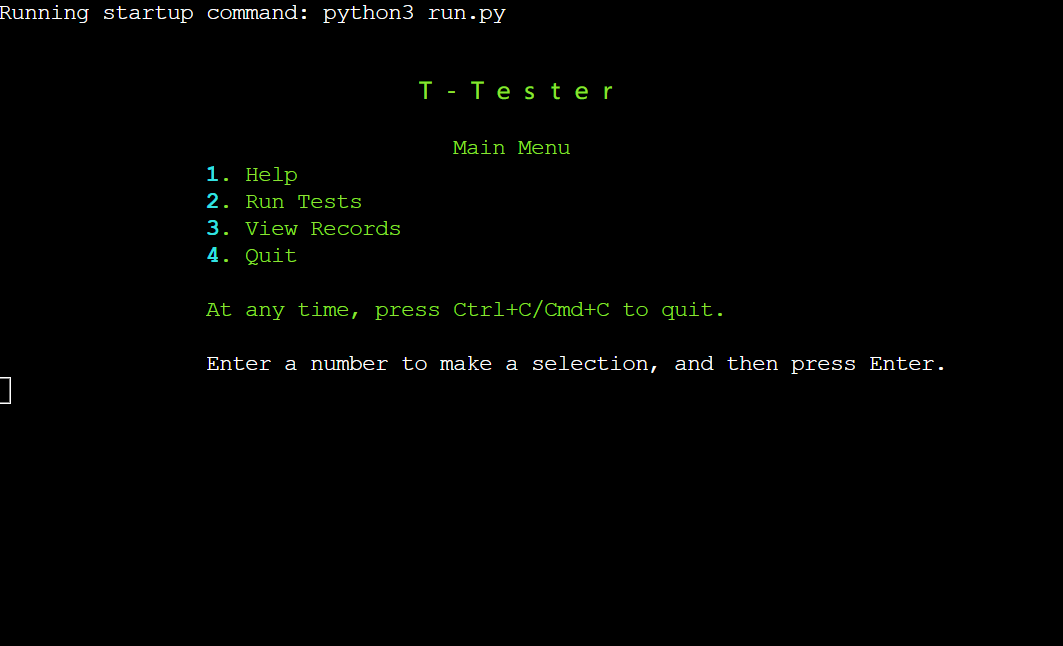 Running startup command: python3 run.py
T - T e s t e r
Main Menu
1. Help
2. Run Tests
3. View Records
4. Quit
At any time, press Ctrl+C/Cmd+C to quit.
Enter a number to make a selection, and then press Enter.